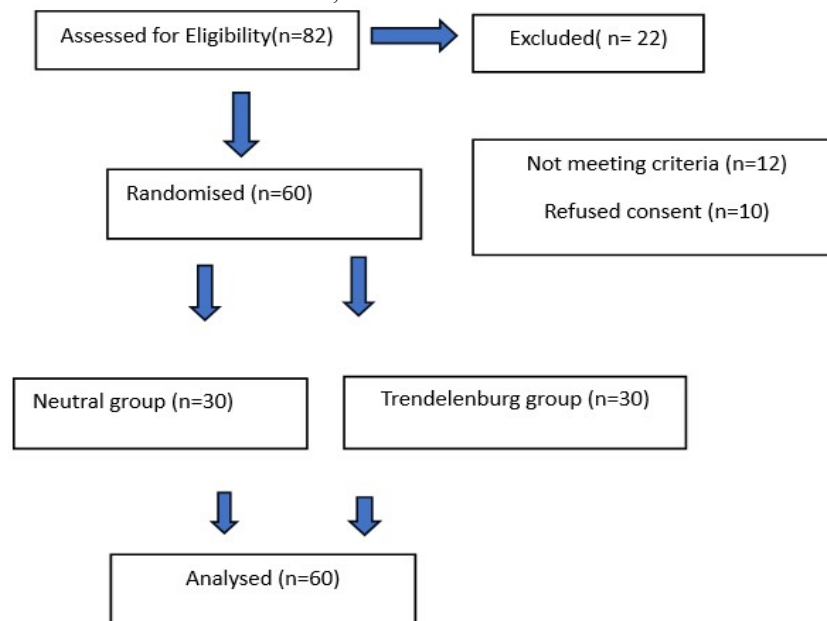 Assessed for Eligibility(n=82)
Excluded( n= 22)
Not meeting criteria (n=12)
Refused consent (n=10)
Randomised (n=60)
Neutral group (n=30)
Trendelenburg group (n=30)
Analysed (n=60)